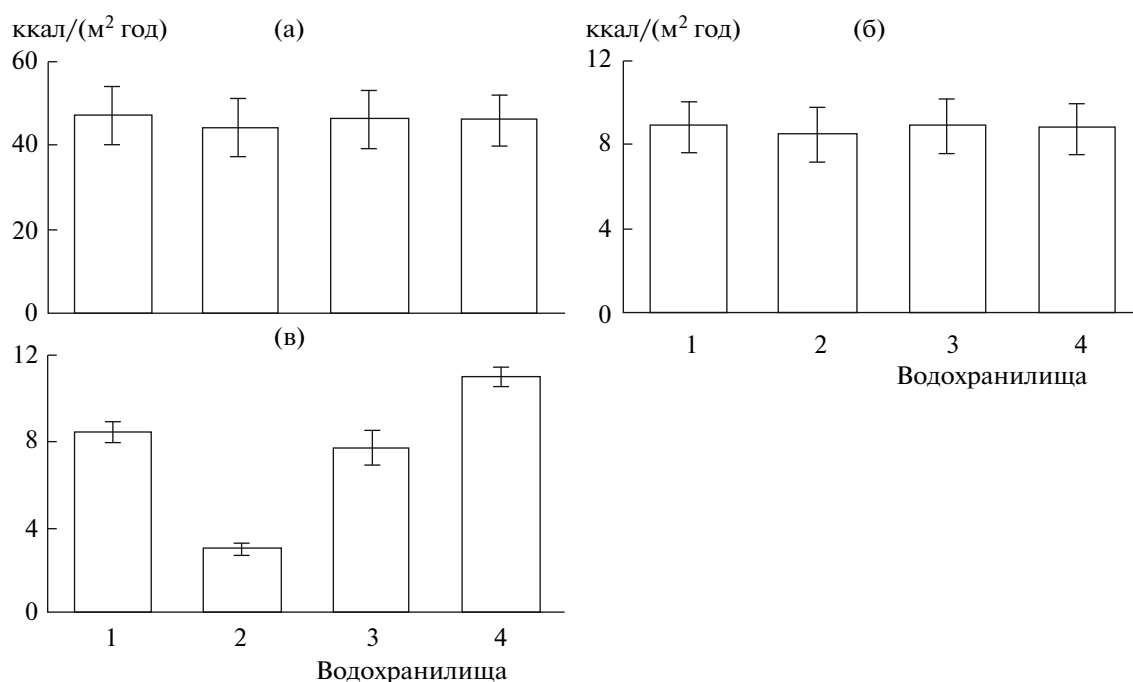 ккал/(м² год) (а)
60
40
20
0
ккал/(м² год) (б)
12
8
4
0
1 2 3 4
Водохранилища
(в)
12
8
4
0
1 2 3 4
Водохранилища